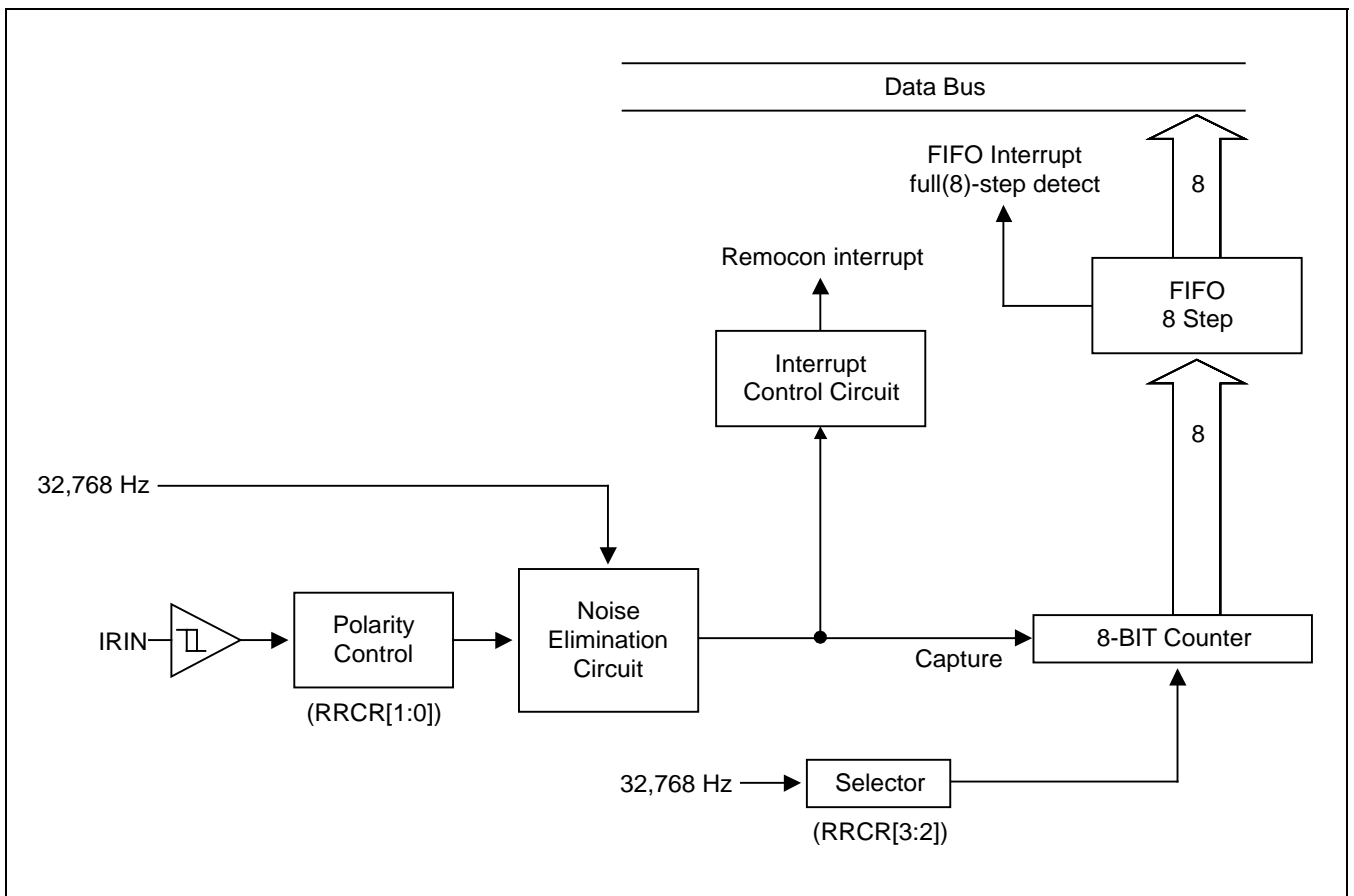 Data Bus
FIFO Interrupt
full(8)-step detect
8
Remocon interrupt
FIFO
8 Step
Interrupt
Control Circuit
8
32,768 Hz
IRIN
Polarity
Control
(RRCR[1:0])
Noise
Elimination
Circuit
Capture
8-BIT Counter
32,768 Hz
Selector
(RRCR[3:2])